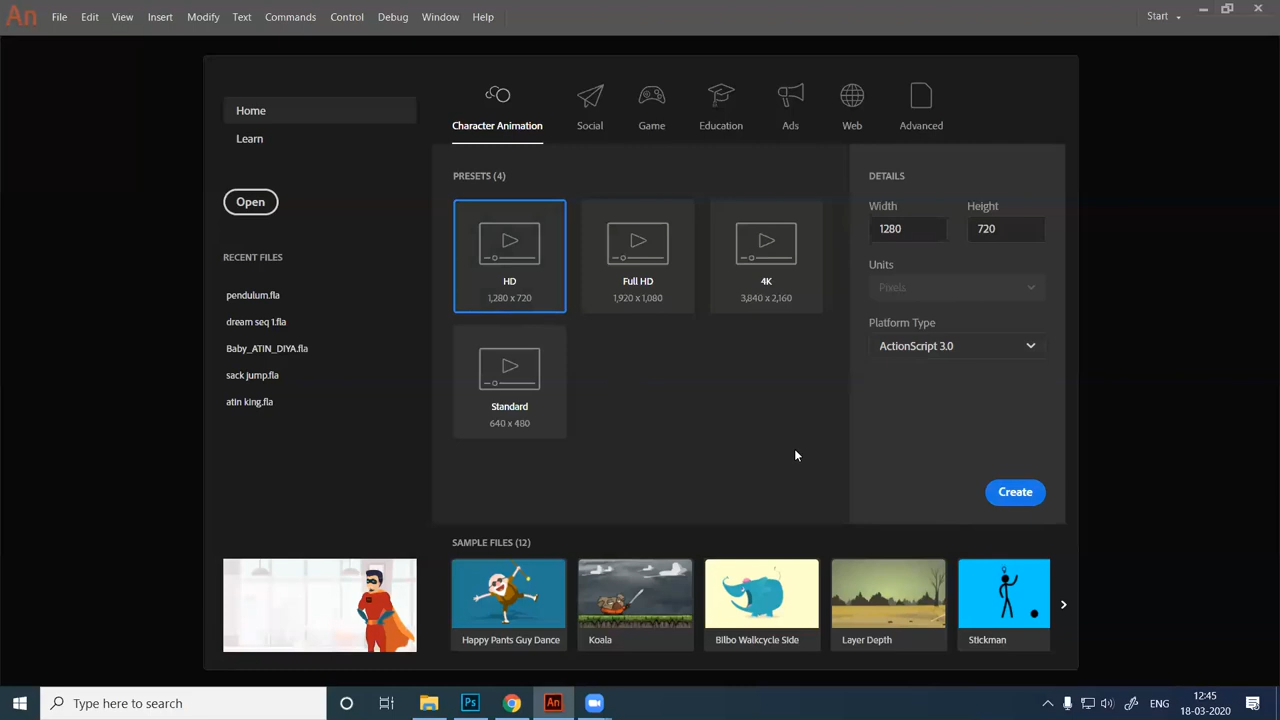 An File Edit View Insert Modify Text Commands Control Debug Window Help Start
Home
Learn
Open
RECENT FILES
pendulum.fla
dream seq 1.fla
Baby_ATIN_DIYA.fla
sack jump.fla
atin king.fla
Character Animation Social Game Education Ads Web Advanced
PRESETS (4)
HD
1,280 x 720
Full HD
1,920 x 1,080
4K
3,840 x 2,160
Standard
640 x 480
DETAILS
Width Height
1280 720
Units
Pixels
Platform Type
ActionScript 3.0
Create
SAMPLE FILES (12)
Happy Pants Guy Dance Koala Bilbo Walkcycle Side Layer Depth Stickman
Type here to search
Ps An
ENG
12:45
18-03-2020